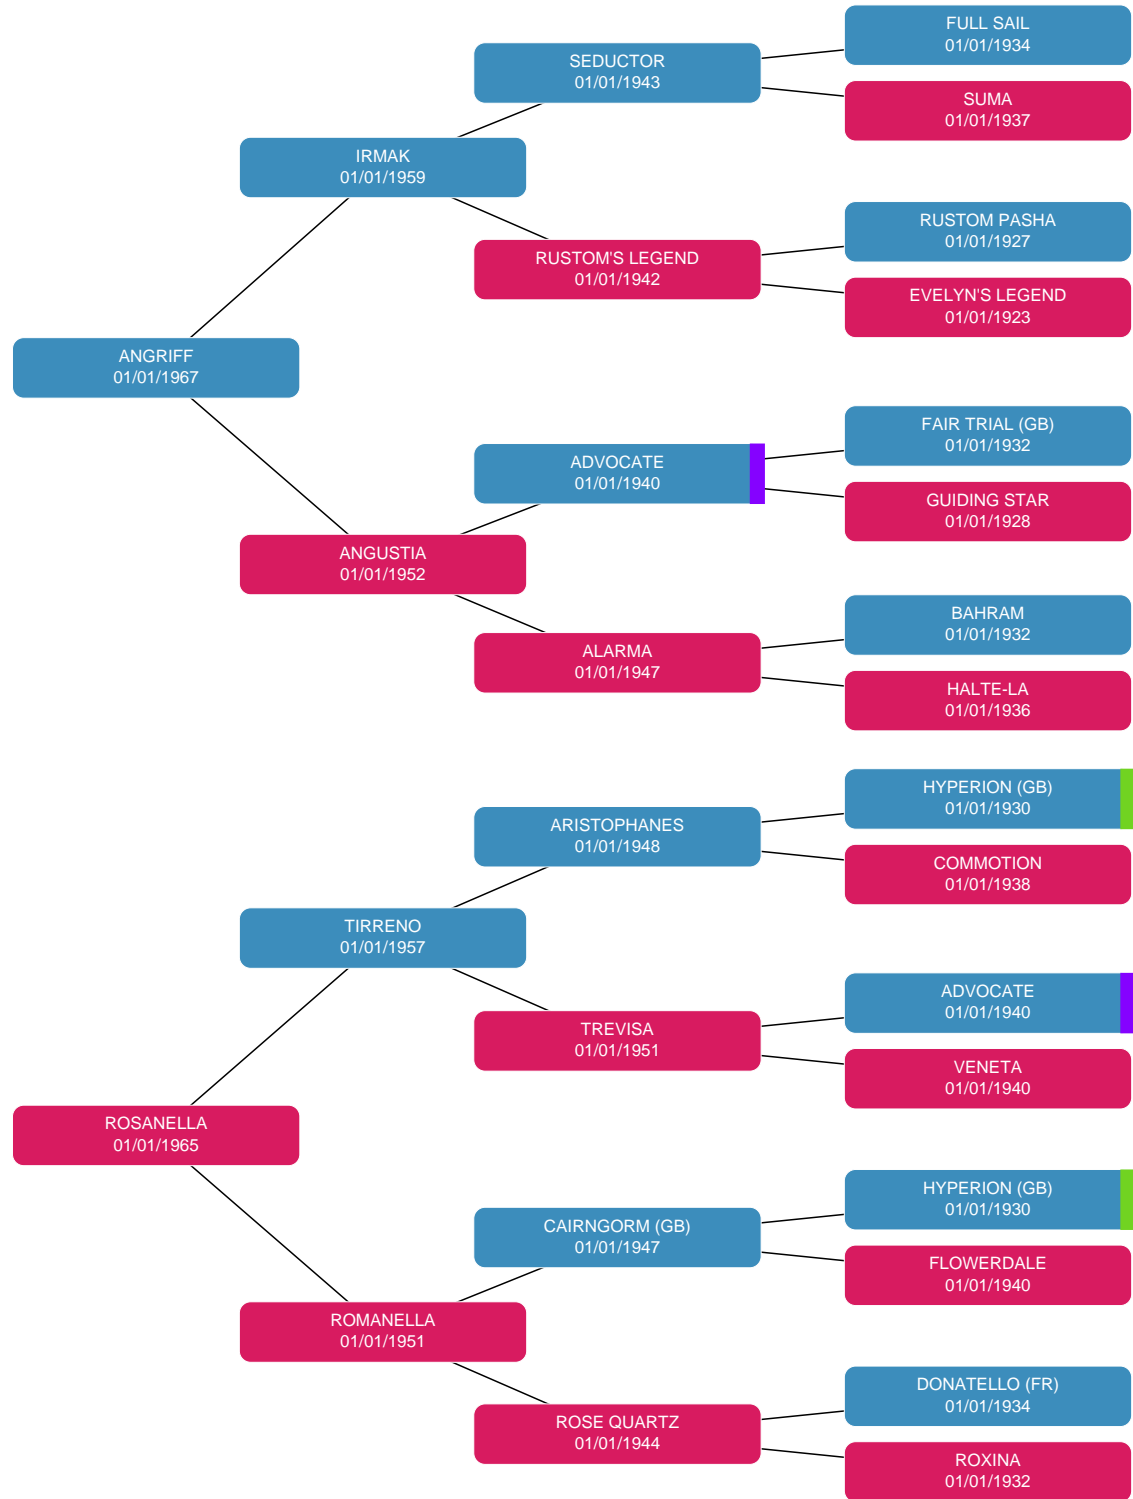 FULL SAIL
01/01/1934
SEDUCTOR
01/01/1943
SUMA
01/01/1937
IRMAK
01/01/1959
RUSTOM PASHA
01/01/1927
RUSTOM'S LEGEND
01/01/1942
EVELYN'S LEGEND
01/01/1923
ANGRIFF
01/01/1967
FAIR TRIAL (GB)
01/01/1932
ADVOCATE
01/01/1940
GUIDING STAR
01/01/1928
ANGUSTIA
01/01/1952
BAHRAM
01/01/1932
ALARMA
01/01/1947
HALTE-LA
01/01/1936
HYPERION (GB)
01/01/1930
ARISTOPHANES
01/01/1948
COMMOTION
01/01/1938
TIRRENO
01/01/1957
ADVOCATE
01/01/1940
TREVISA
01/01/1951
VENETA
01/01/1940
ROSANELLA
01/01/1965
HYPERION (GB)
01/01/1930
CAIRNGORM (GB)
01/01/1947
FLOWERDALE
01/01/1940
ROMANELLA
01/01/1951
DONATELLO (FR)
01/01/1934
ROSE QUARTZ
01/01/1944
ROXINA
01/01/1932